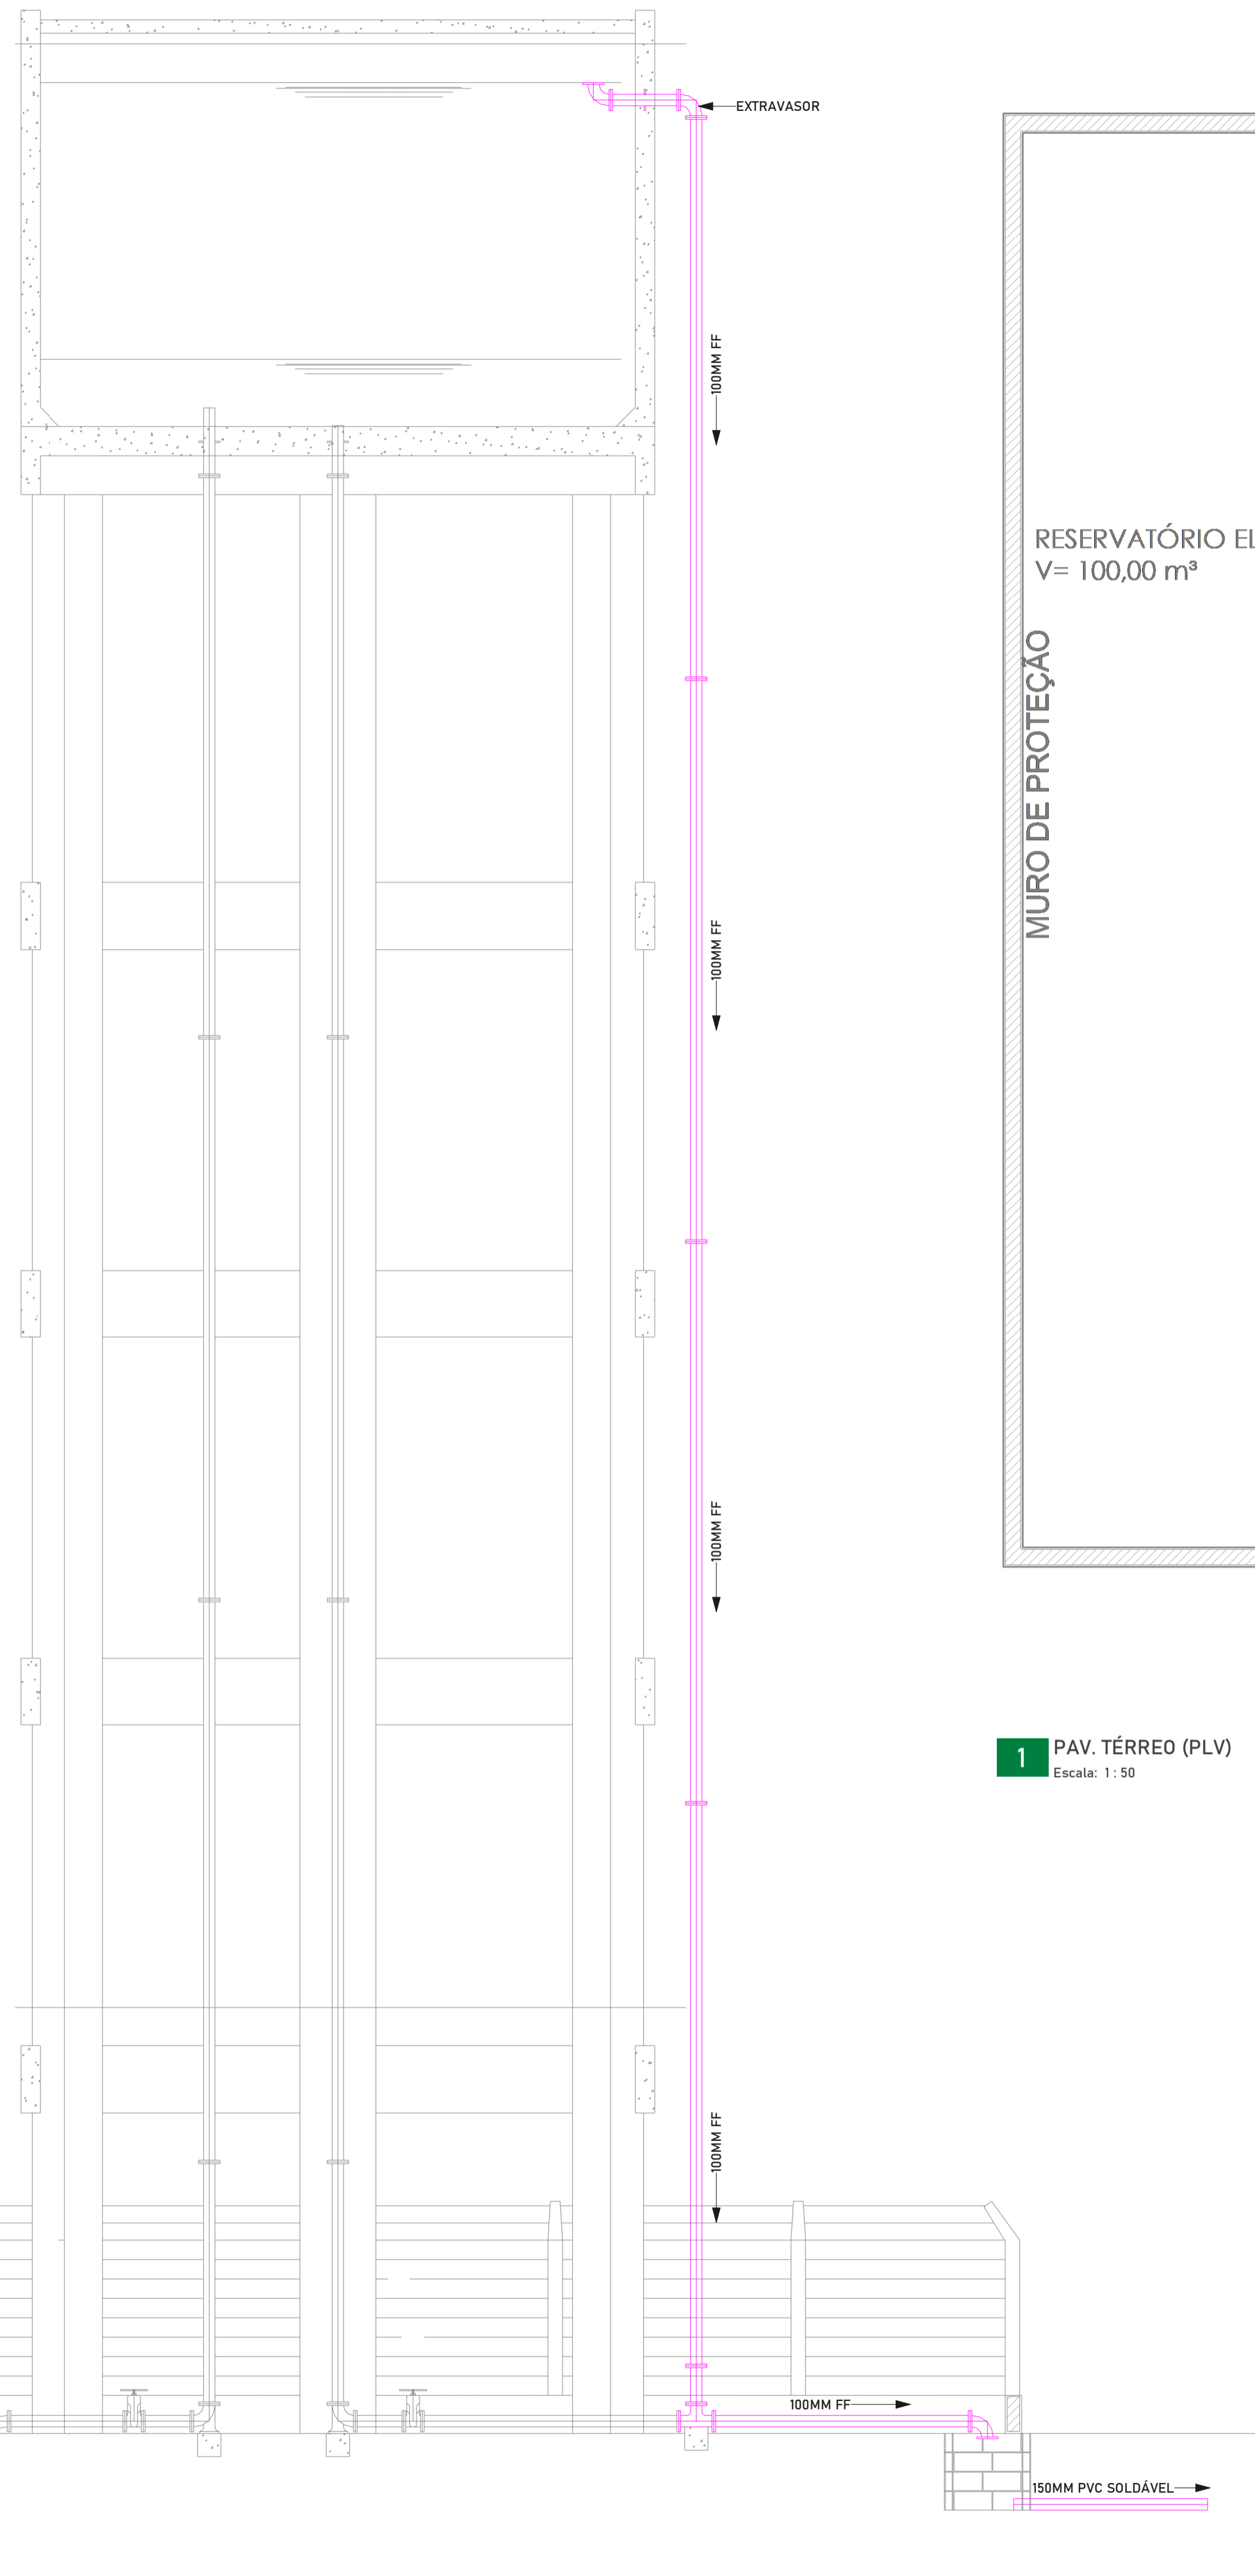 EXTRAVASOR
100MM FF
RESERVATÓRIO
V= 100,00 m³
MURO DE PROTEÇÃO
100MM FF
100MM FF
1 PAV. TÉRREO (PLV)
Escala: 1 : 50
100MM FF
100MM FF
150MM PVC SOLDÁVEL